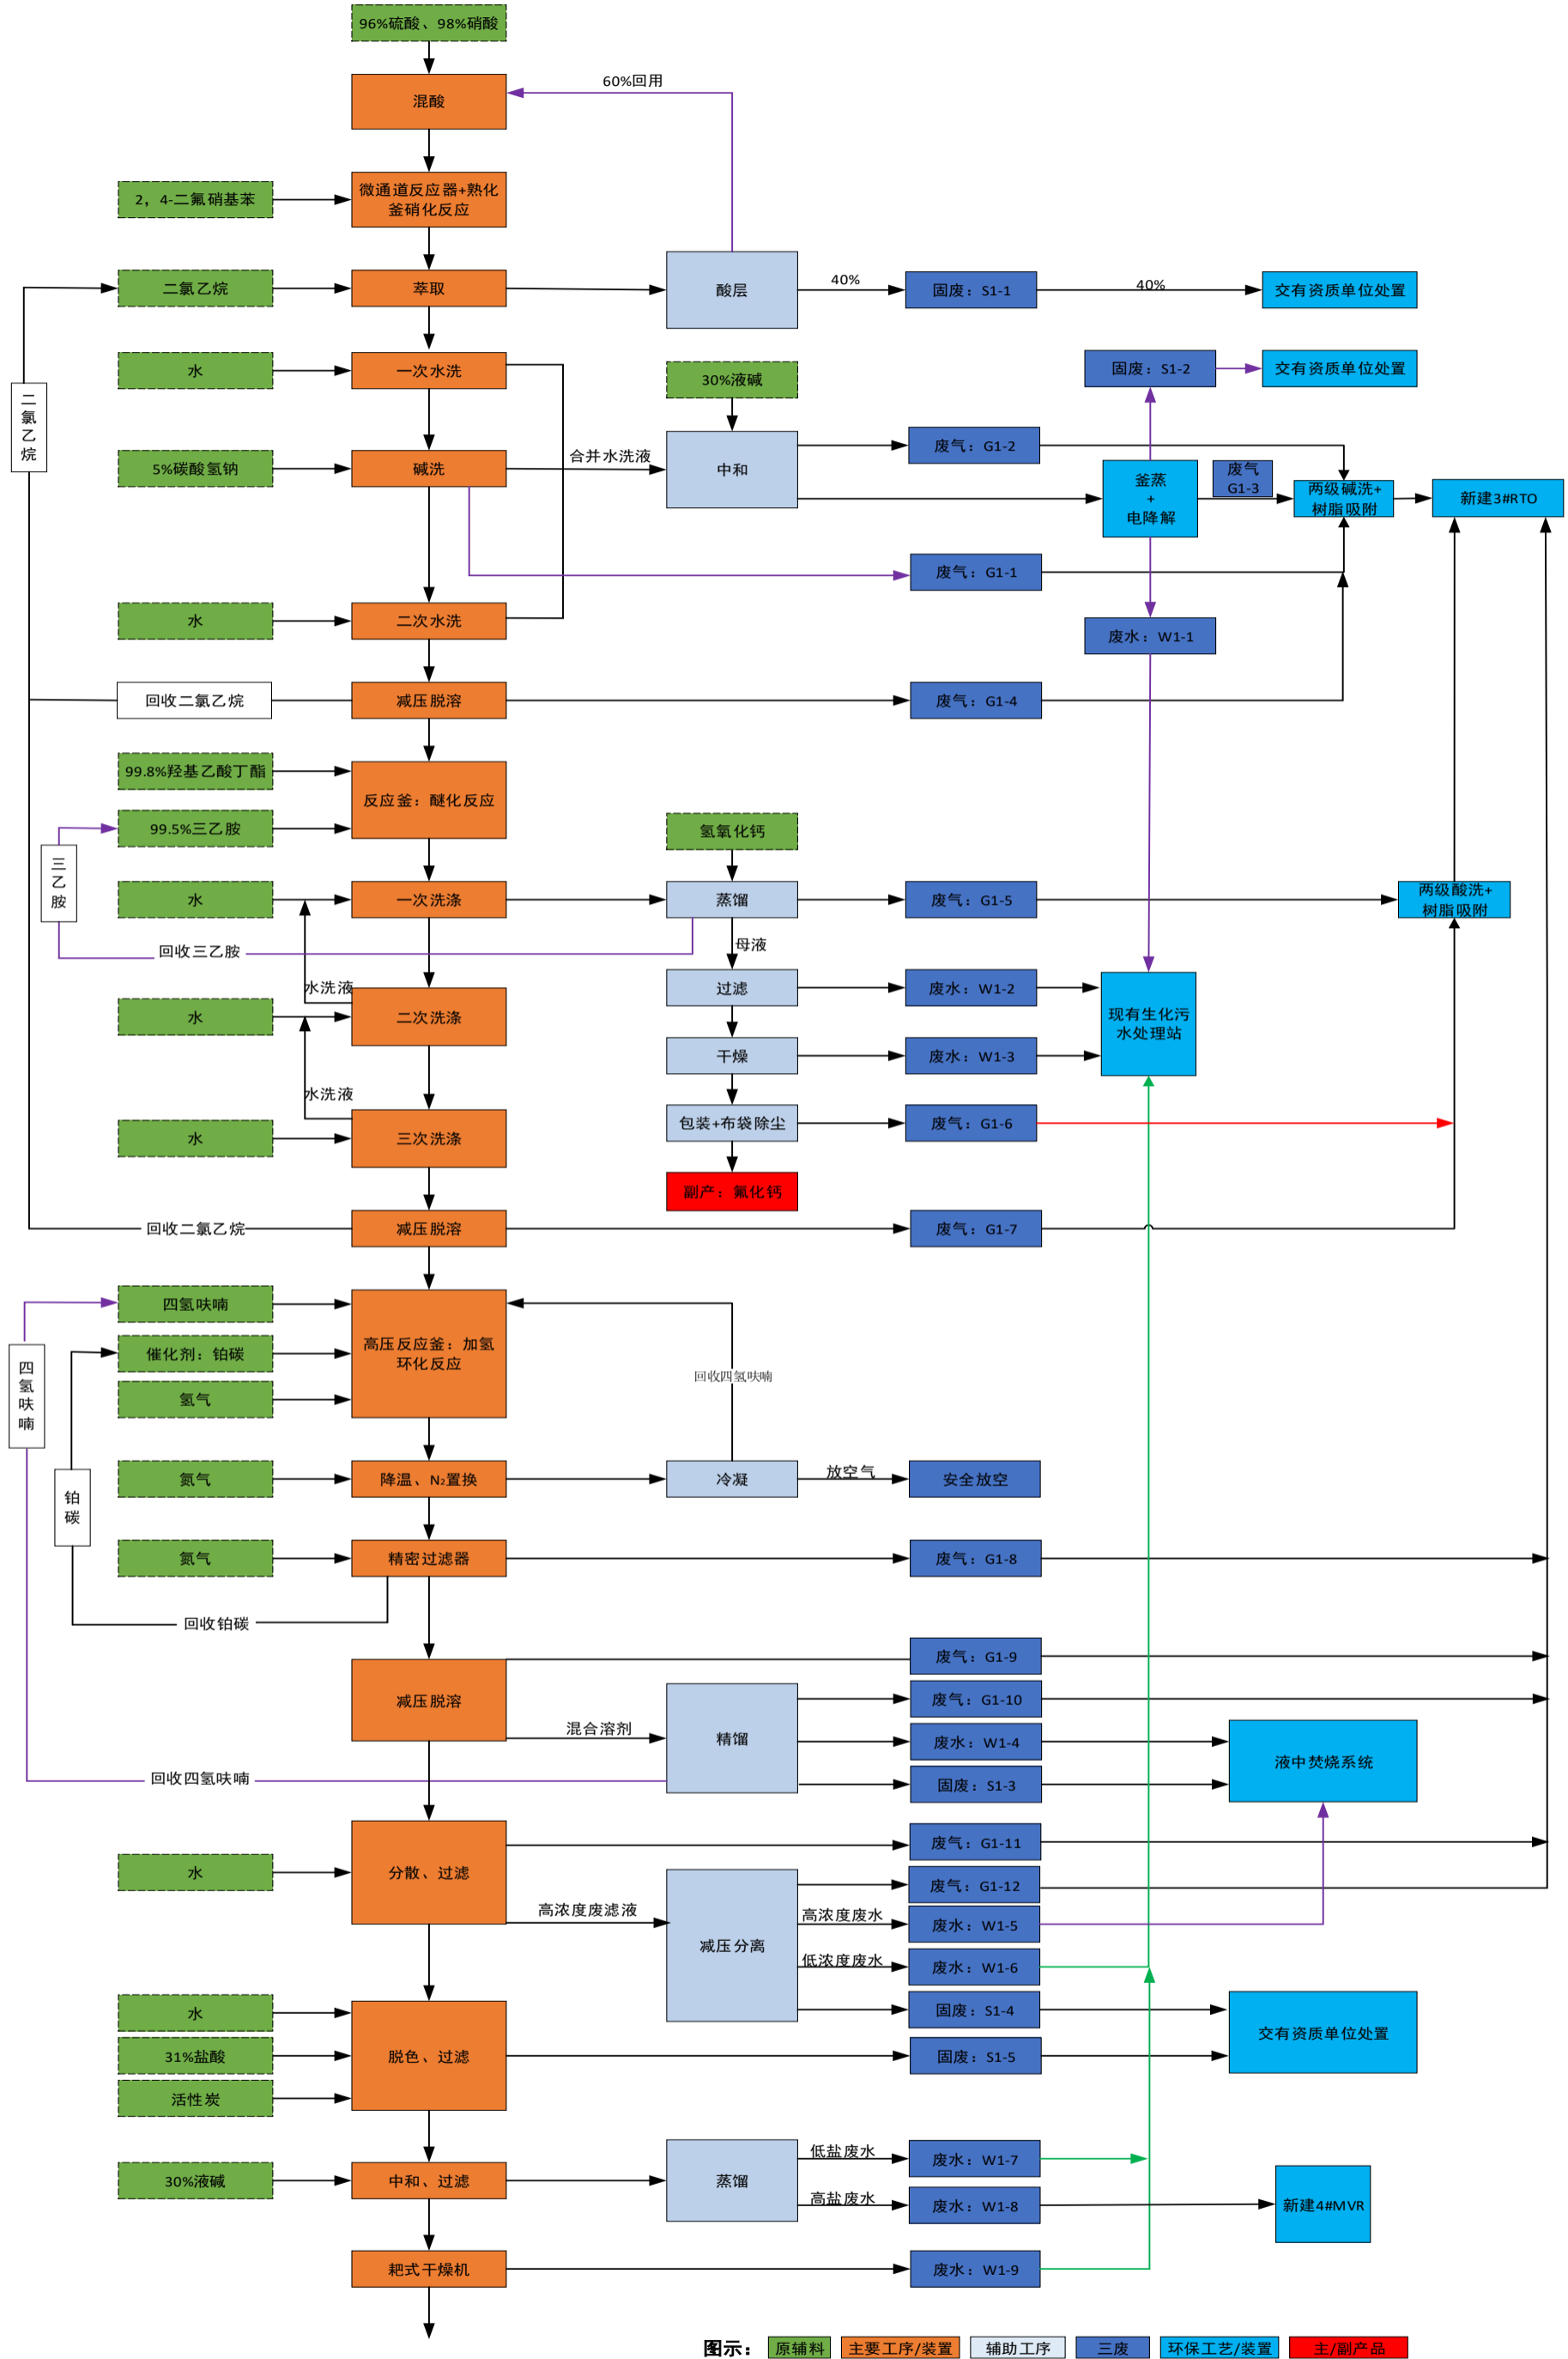 96%硫酸、98%硝酸
混酸
60%回用
2，4-二氟硝基苯
微通道反应器+熟化
釜硝化反应
二氯乙烷
萃取
酸层
40%
固废：S1-1
40%
交有资质单位处置
水
一次水洗
30%液碱
固废：S1-2
交有资质单位处置
二
氯
乙
烷
5%碳酸氢钠
碱洗
合并水洗液
中和
废气：G1-2
釜蒸
+
电降解
废气
G1-3
两级碱洗+
树脂吸附
新建3#RTO
废气：G1-1
水
二次水洗
废水：W1-1
回收二氯乙烷
减压脱溶
废气：G1-4
99.8%羟基乙酸丁酯
反应釜：醚化反应
99.5%三乙胺
氢氧化钙
三
乙
胺
水
一次洗涤
蒸馏
废气：G1-5
两级酸洗+
树脂吸附
回收三乙胺
母液
水洗液
水
二次洗涤
过滤
废水：W1-2
现有生化污
水处理站
干燥
废水：W1-3
水洗液
水
三次洗涤
包装+布袋除尘
废气：G1-6
副产：氟化钙
回收二氯乙烷
减压脱溶
废气：G1-7
四氢呋喃
催化剂：铂碳
氢气
高压反应釜：加氢
环化反应
回收四氢呋喃
四
氢
呋
喃
铂
碳
氮气
降温、N₂置换
冷凝
放空气
安全放空
氮气
精密过滤器
废气：G1-8
回收铂碳
减压脱溶
废气：G1-9
混合溶剂
精馏
废气：G1-10
废水：W1-4
固废：S1-3
液中焚烧系统
回收四氢呋喃
水
分散、过滤
废气：G1-11
高浓度废滤液
减压分离
废气：G1-12
高浓度废水
废水：W1-5
低浓度废水
废水：W1-6
固废：S1-4
交有资质单位处置
水
31%盐酸
活性炭
脱色、过滤
固废：S1-5
30%液碱
中和、过滤
蒸馏
低盐废水
废水：W1-7
高盐废水
废水：W1-8
新建4#MVR
耙式干燥机
废水：W1-9
图示：
原辅料
主要工序/装置
辅助工序
三废
环保工艺/装置
主/副产品